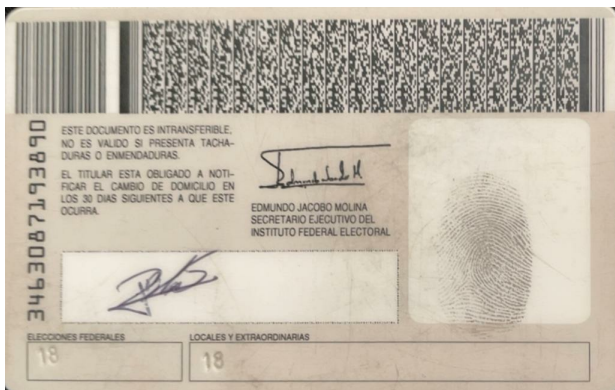 3463087193890
ESTE DOCUMENTO ES INTRANSFERIBLE,
NO ES VALIDO SI PRESENTA TACHA-
DURAS O ENMENDADURAS.
EL TITULAR ESTA OBLIGADO A NOTI-
FICAR EL CAMBIO DE DOMICILIO EN
LOS 30 DIAS SIGUIENTES A QUE ESTE
OCURRA.
EDMUNDO JACOBO MOLINA
SECRETARIO EJECUTIVO DEL
INSTITUTO FEDERAL ELECTORAL
ELECCIONES FEDERALES
18
LOCALES Y EXTRAORDINARIAS
18